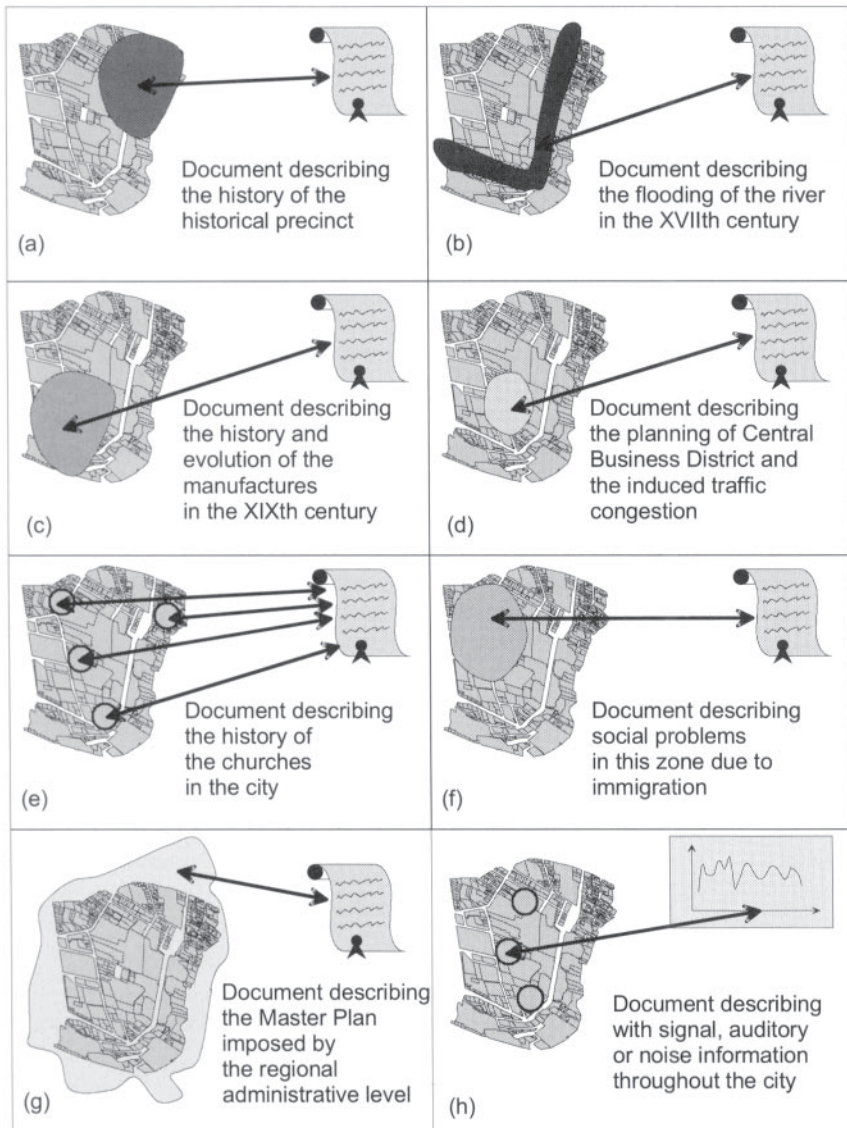 Document describing
the history of the
historical precinct
(a)
Document describing
the flooding of the river
in the XVIIth century
(b)
Document describing
the history and
evolution of the
manufactures
in the XIXth century
(c)
Document describing
the planning of Central
Business District and
the induced traffic
congestion
(d)
Document describing
the history of
the churches
in the city
(e)
Document describing
social problems
in this zone due to
immigration
(f)
Document describing
the Master Plan
imposed by
the regional
administrative level
(g)
Document describing
with signal, auditory
or noise information
throughout the city
(h)